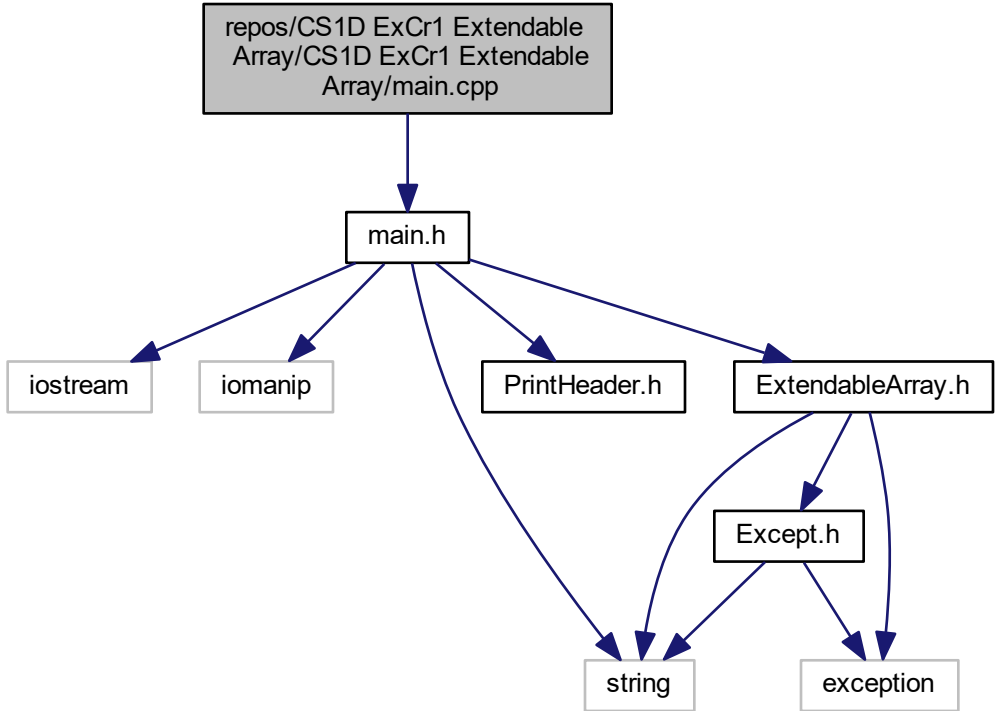 repos/CS1D ExCr1 Extendable
Array/CS1D ExCr1 Extendable
Array/main.cpp
main.h
iostream
iomanip
PrintHeader.h
ExtendableArray.h
Except.h
string
exception